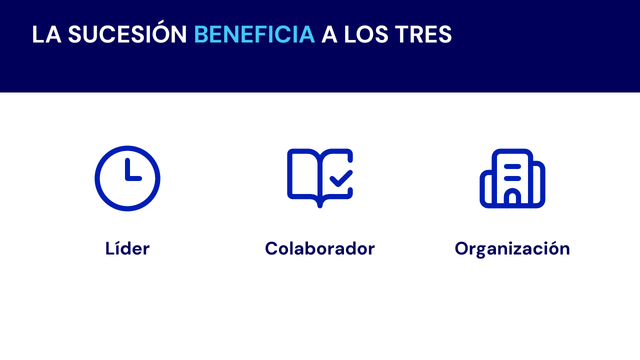 LA SUCESIÓN BENEFICIA A LOS TRES
Líder
Colaborador
Organización